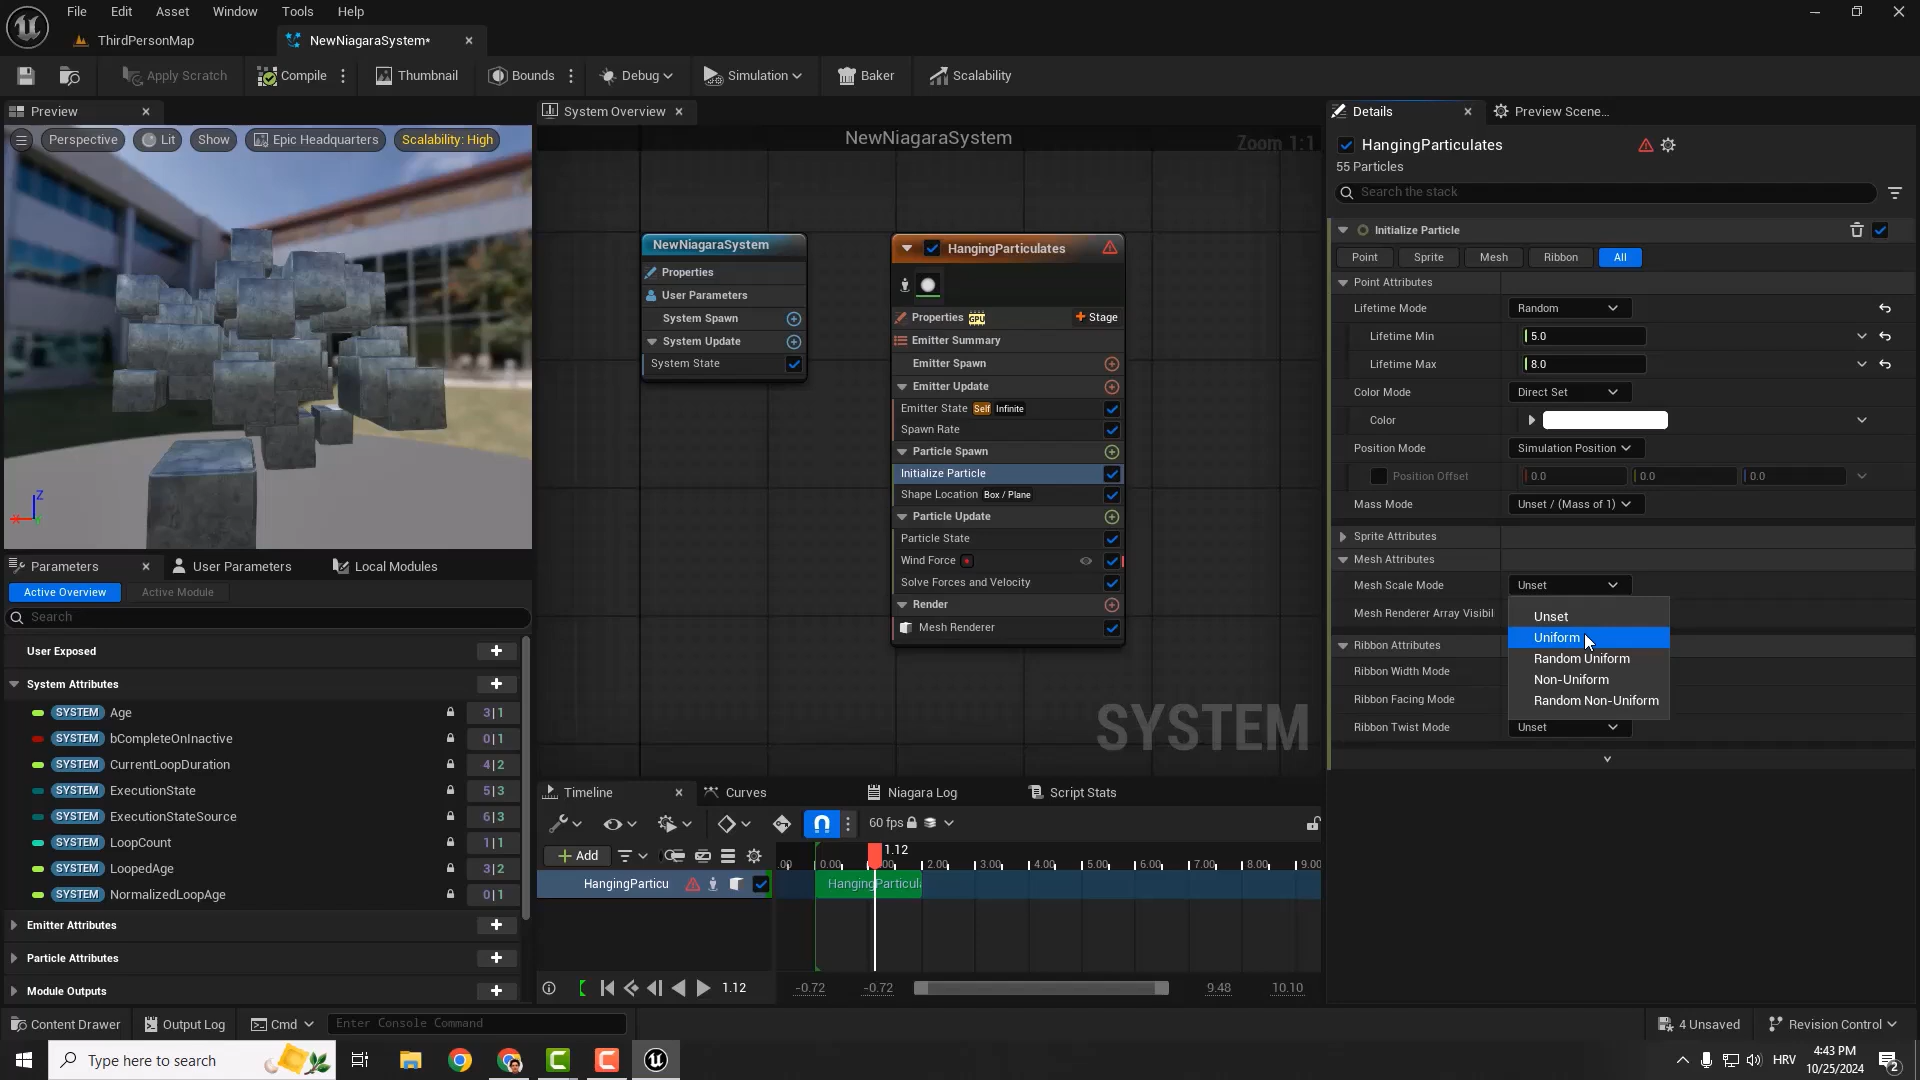 File Edit Asset Window Tools Help
ThirdPersonMap
NewNiagaraSystem*
Apply Scratch
Compile
Thumbnail
Bounds
Debug
Simulation
Baker
Scalability
Preview
Perspective
Lit
Show
Epic Headquarters
Scalability: High
Z
X
Parameters
User Parameters
Local Modules
Active Overview
Active Module
Search
User Exposed
System Attributes
SYSTEM Age 3|1
SYSTEM bCompleteOnInactive 0|1
SYSTEM CurrentLoopDuration 4|2
SYSTEM ExecutionState 5|3
SYSTEM ExecutionStateSource 6|3
SYSTEM LoopCount 1|1
SYSTEM LoopedAge 3|2
SYSTEM NormalizedLoopAge 0|1
Emitter Attributes
Particle Attributes
Module Outputs
System Overview
NewNiagaraSystem
Zoom 1:1
NewNiagaraSystem
Properties
User Parameters
System Spawn
System Update
System State
HangingParticulates
Properties GPU
Stage
Emitter Summary
Emitter Spawn
Emitter Update
Emitter State Self Infinite
Spawn Rate
Particle Spawn
Initialize Particle
Shape Location Box / Plane
Particle Update
Particle State
Wind Force
Solve Forces and Velocity
Render
Mesh Renderer
SYSTEM
Timeline
Curves
Niagara Log
Script Stats
60 fps
Add
1.12
.00 0.00 2.00 3.00 4.00 5.00 6.00 7.00 8.00 9.00
HangingParticu
HangingParticul
1.12
-0.72
-0.72
9.48
10.10
Details
Preview Scene...
HangingParticulates
55 Particles
Search the stack
Initialize Particle
Point Sprite Mesh Ribbon All
Point Attributes
Lifetime Mode Random
Lifetime Min 5.0
Lifetime Max 8.0
Color Mode Direct Set
Color
Position Mode Simulation Position
Position Offset 0.0 0.0 0.0
Mass Mode Unset / (Mass of 1)
Sprite Attributes
Mesh Attributes
Mesh Scale Mode Unset
Mesh Renderer Array Visibil
Unset
Uniform
Random Uniform
Non-Uniform
Random Non-Uniform
Ribbon Attributes
Ribbon Width Mode
Ribbon Facing Mode
Ribbon Twist Mode Unset
Content Drawer
Output Log
Cmd
Enter Console Command
4 Unsaved
Revision Control
Type here to search
HRV
4:43 PM
10/25/2024
2